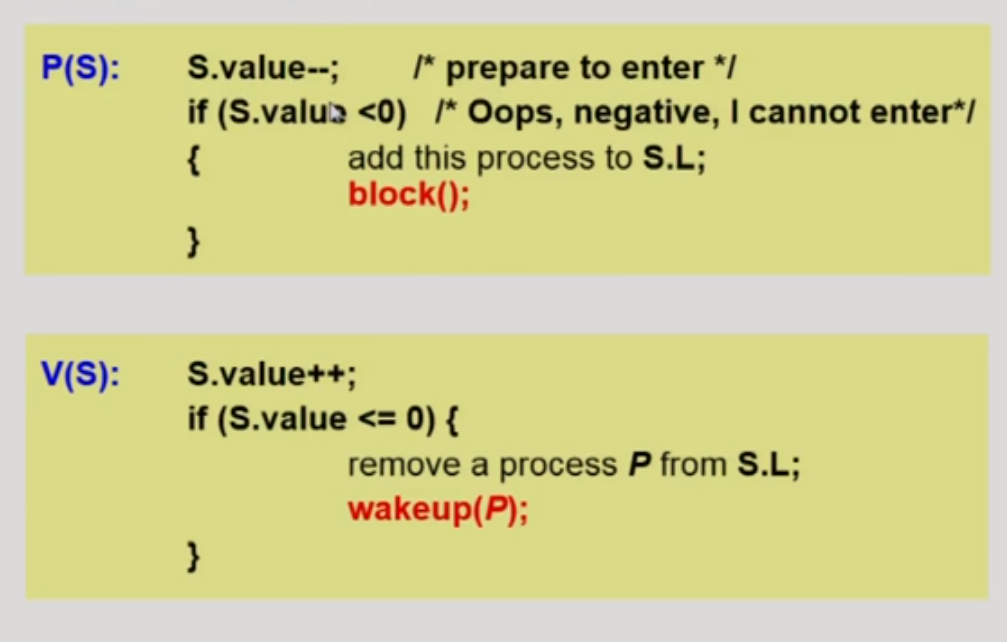 P(S): S.value--; /* prepare to enter */
if (S.value <0) /* Oops, negative, I cannot enter*/
{ add this process to S.L;
block();
}
V(S): S.value++;
if (S.value <= 0) {
remove a process P from S.L;
wakeup(P);
}